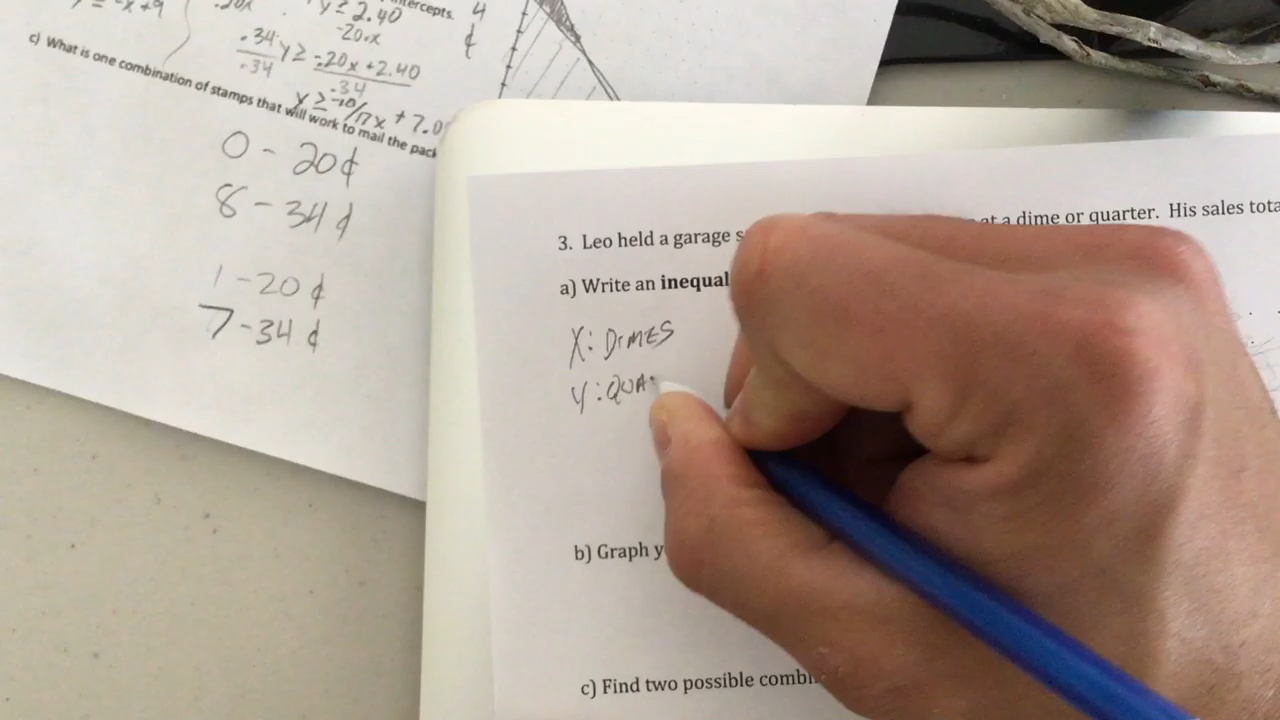 intercepts. 4
y ≥ 2.40
-20x
.34 y ≥ -.20x + 2.40
.34
.34
y ≥ -10/17x + 7.0
¢
c) What is one combination of stamps that will work to mail the pack
0 - 20¢
8 - 34¢
1 - 20¢
7 - 34¢
3. Leo held a garage at a dime or quarter. His sales tota
a) Write an inequal
X: DIMES
Y: QUA
b) Graph y
c) Find two possible combi